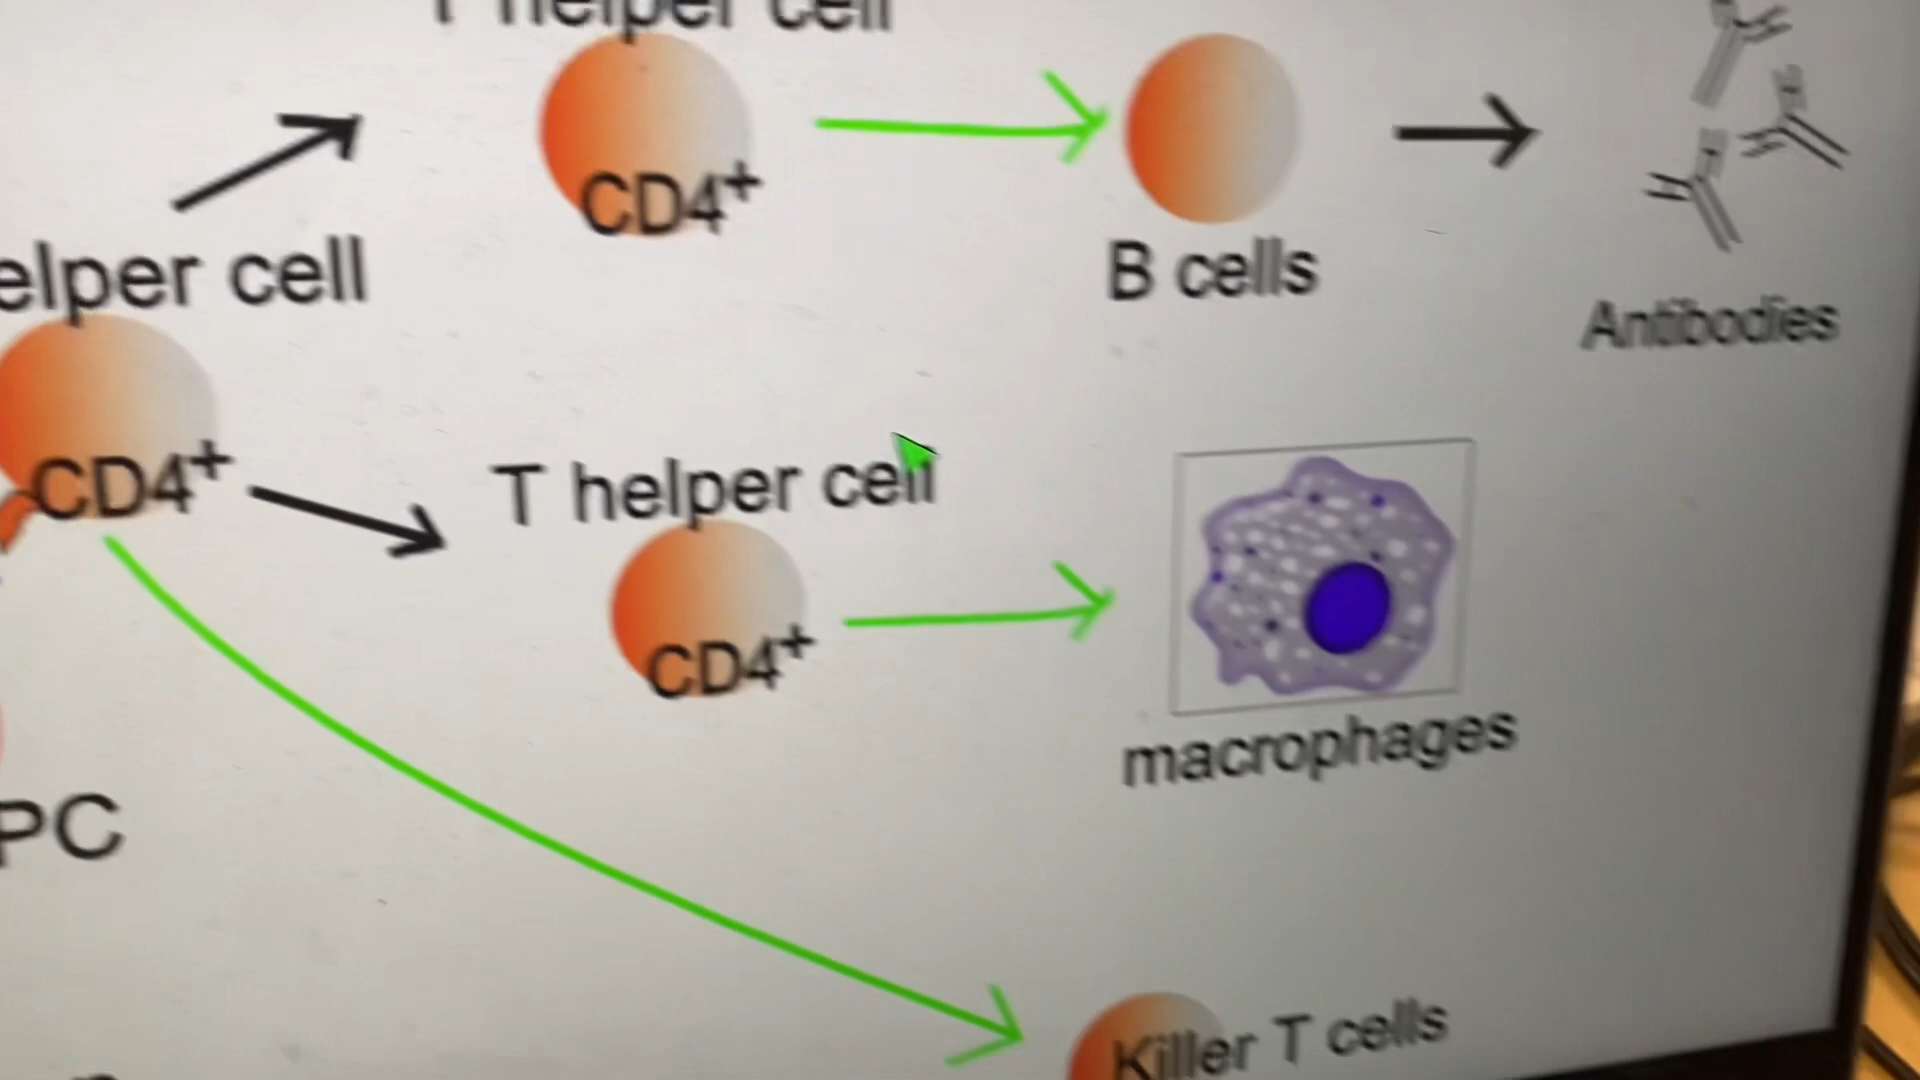 T helper cell
CD4+
B cells
Antibodies
elper cell
CD4+
T helper cell
CD4+
macrophages
PC
Killer T cells